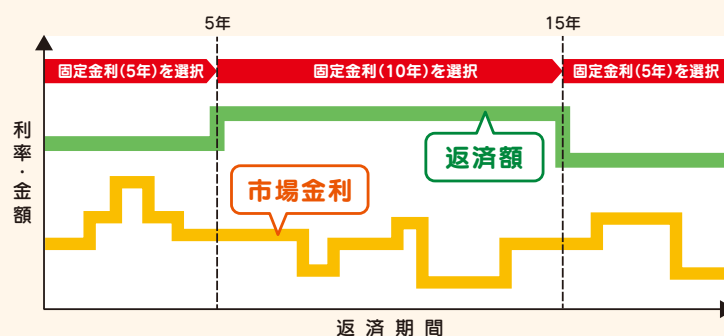 5年
15年
固定金利(5年)を選択
固定金利(10年)を選択
固定金利(5年)を選択
利率・金額
返済額
市場金利
返済期間